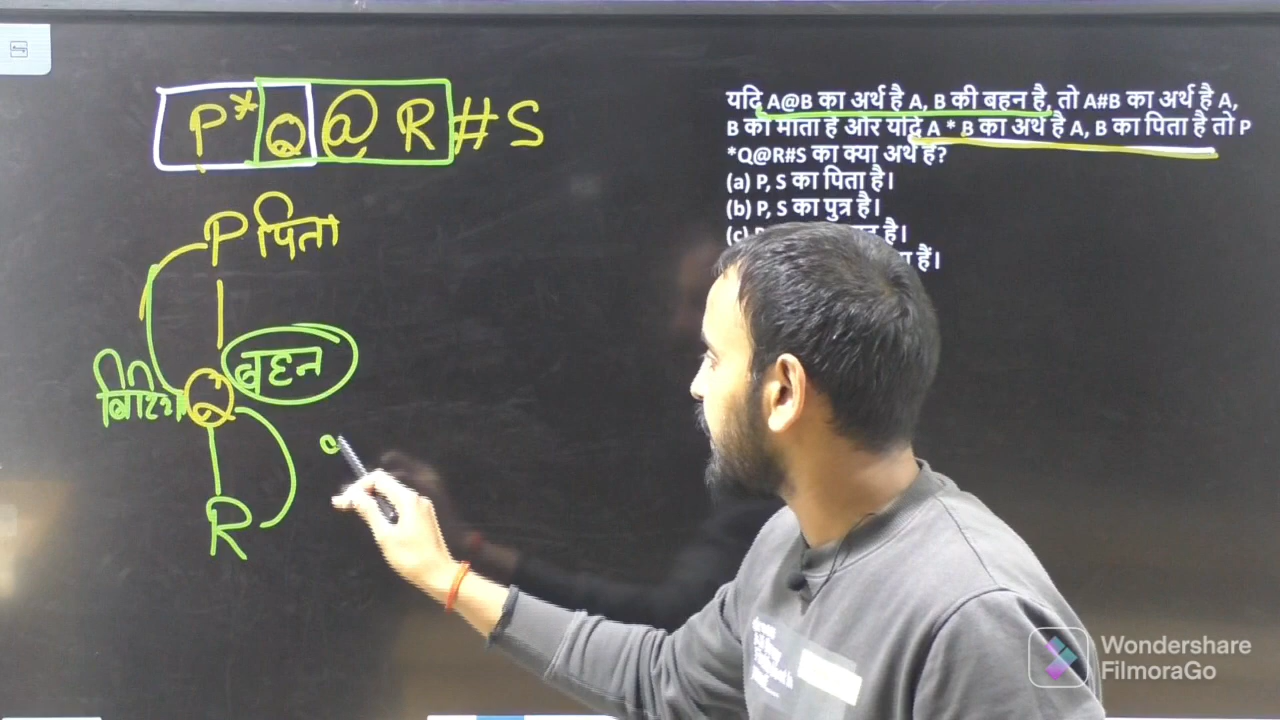 P * Q @ R # S
P पिता
बहन
Q
R
यदि A@B का अर्थ है A, B की बहन है, तो A#B का अर्थ है A,
B की माता है और यदि A * B का अर्थ है A, B का पिता है तो P
*Q@R#S का क्या अर्थ है?
(a) P, S का पिता है।
(b) P, S का पुत्र है।
(c) है।
हैं।
Wondershare
FilmoraGo